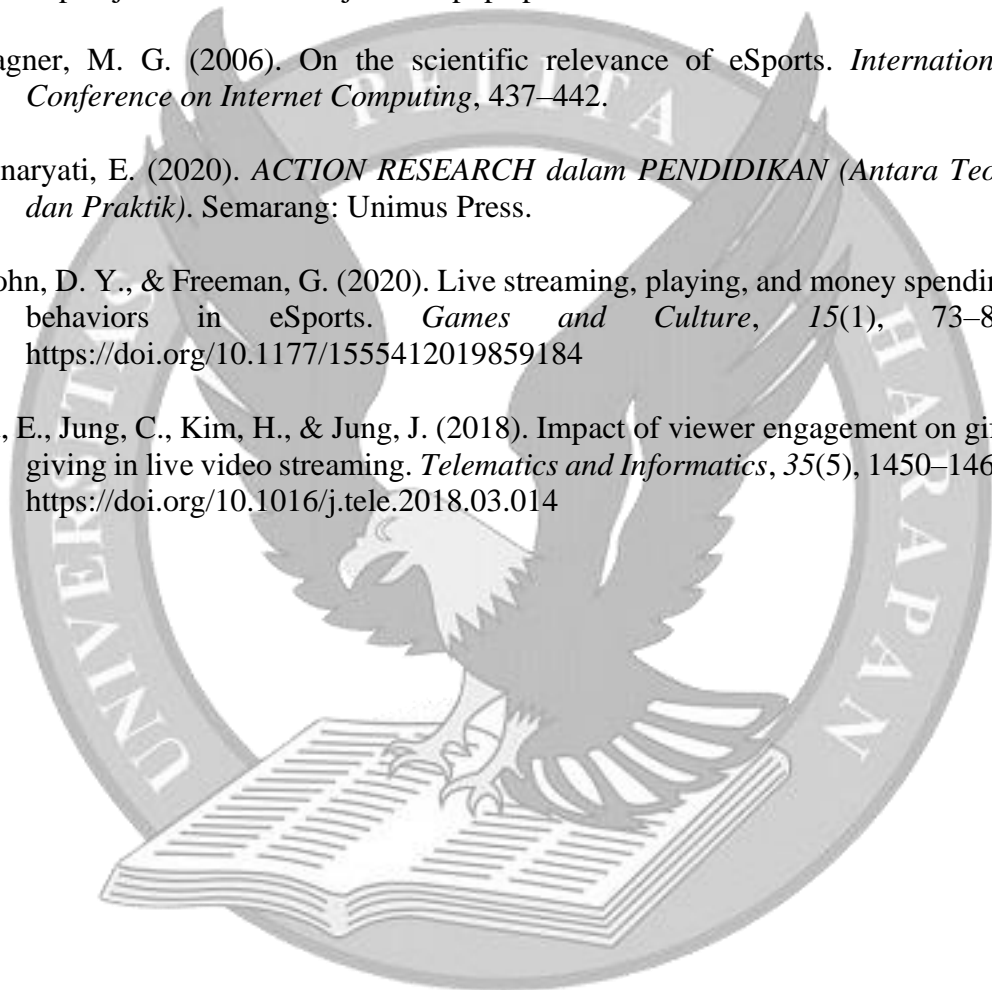 agner, M. G. (2006). On the scientific relevance of eSports. Internation
Conference on Internet Computing, 437–442.
naryati, E. (2020). ACTION RESEARCH dalam PENDIDIKAN (Antara Teo
dan Praktik). Semarang: Unimus Press.
ohn, D. Y., & Freeman, G. (2020). Live streaming, playing, and money spendin
behaviors in eSports. Games and Culture, 15(1), 73–8
https://doi.org/10.1177/1555412019859184
, E., Jung, C., Kim, H., & Jung, J. (2018). Impact of viewer engagement on gif
giving in live video streaming. Telematics and Informatics, 35(5), 1450–146
https://doi.org/10.1016/j.tele.2018.03.014
UNIVERSITAS PELITA HARAPAN